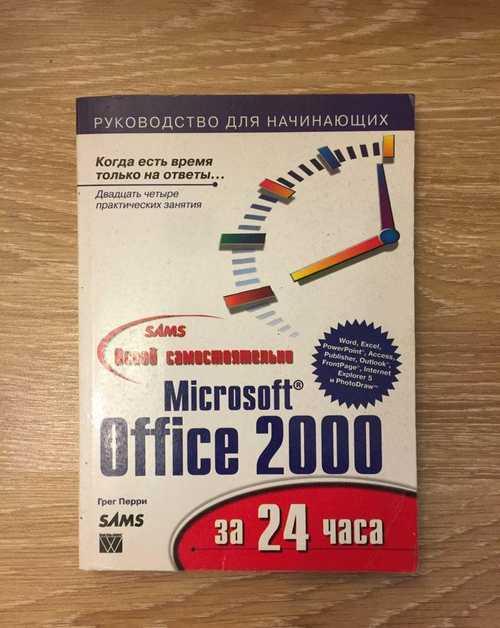 РУКОВОДСТВО ДЛЯ НАЧИНАЮЩИХ
Когда есть время
только на ответы...
Двадцать четыре
практических занятия
SAMS
Освой самостоятельно
Word, Excel,
PowerPoint®, Access,
Publisher, Outlook®,
FrontPage®, Internet
Explorer 5
и PhotoDraw™
Microsoft®
Office 2000
Грег Перри
SAMS
за 24 часа
W